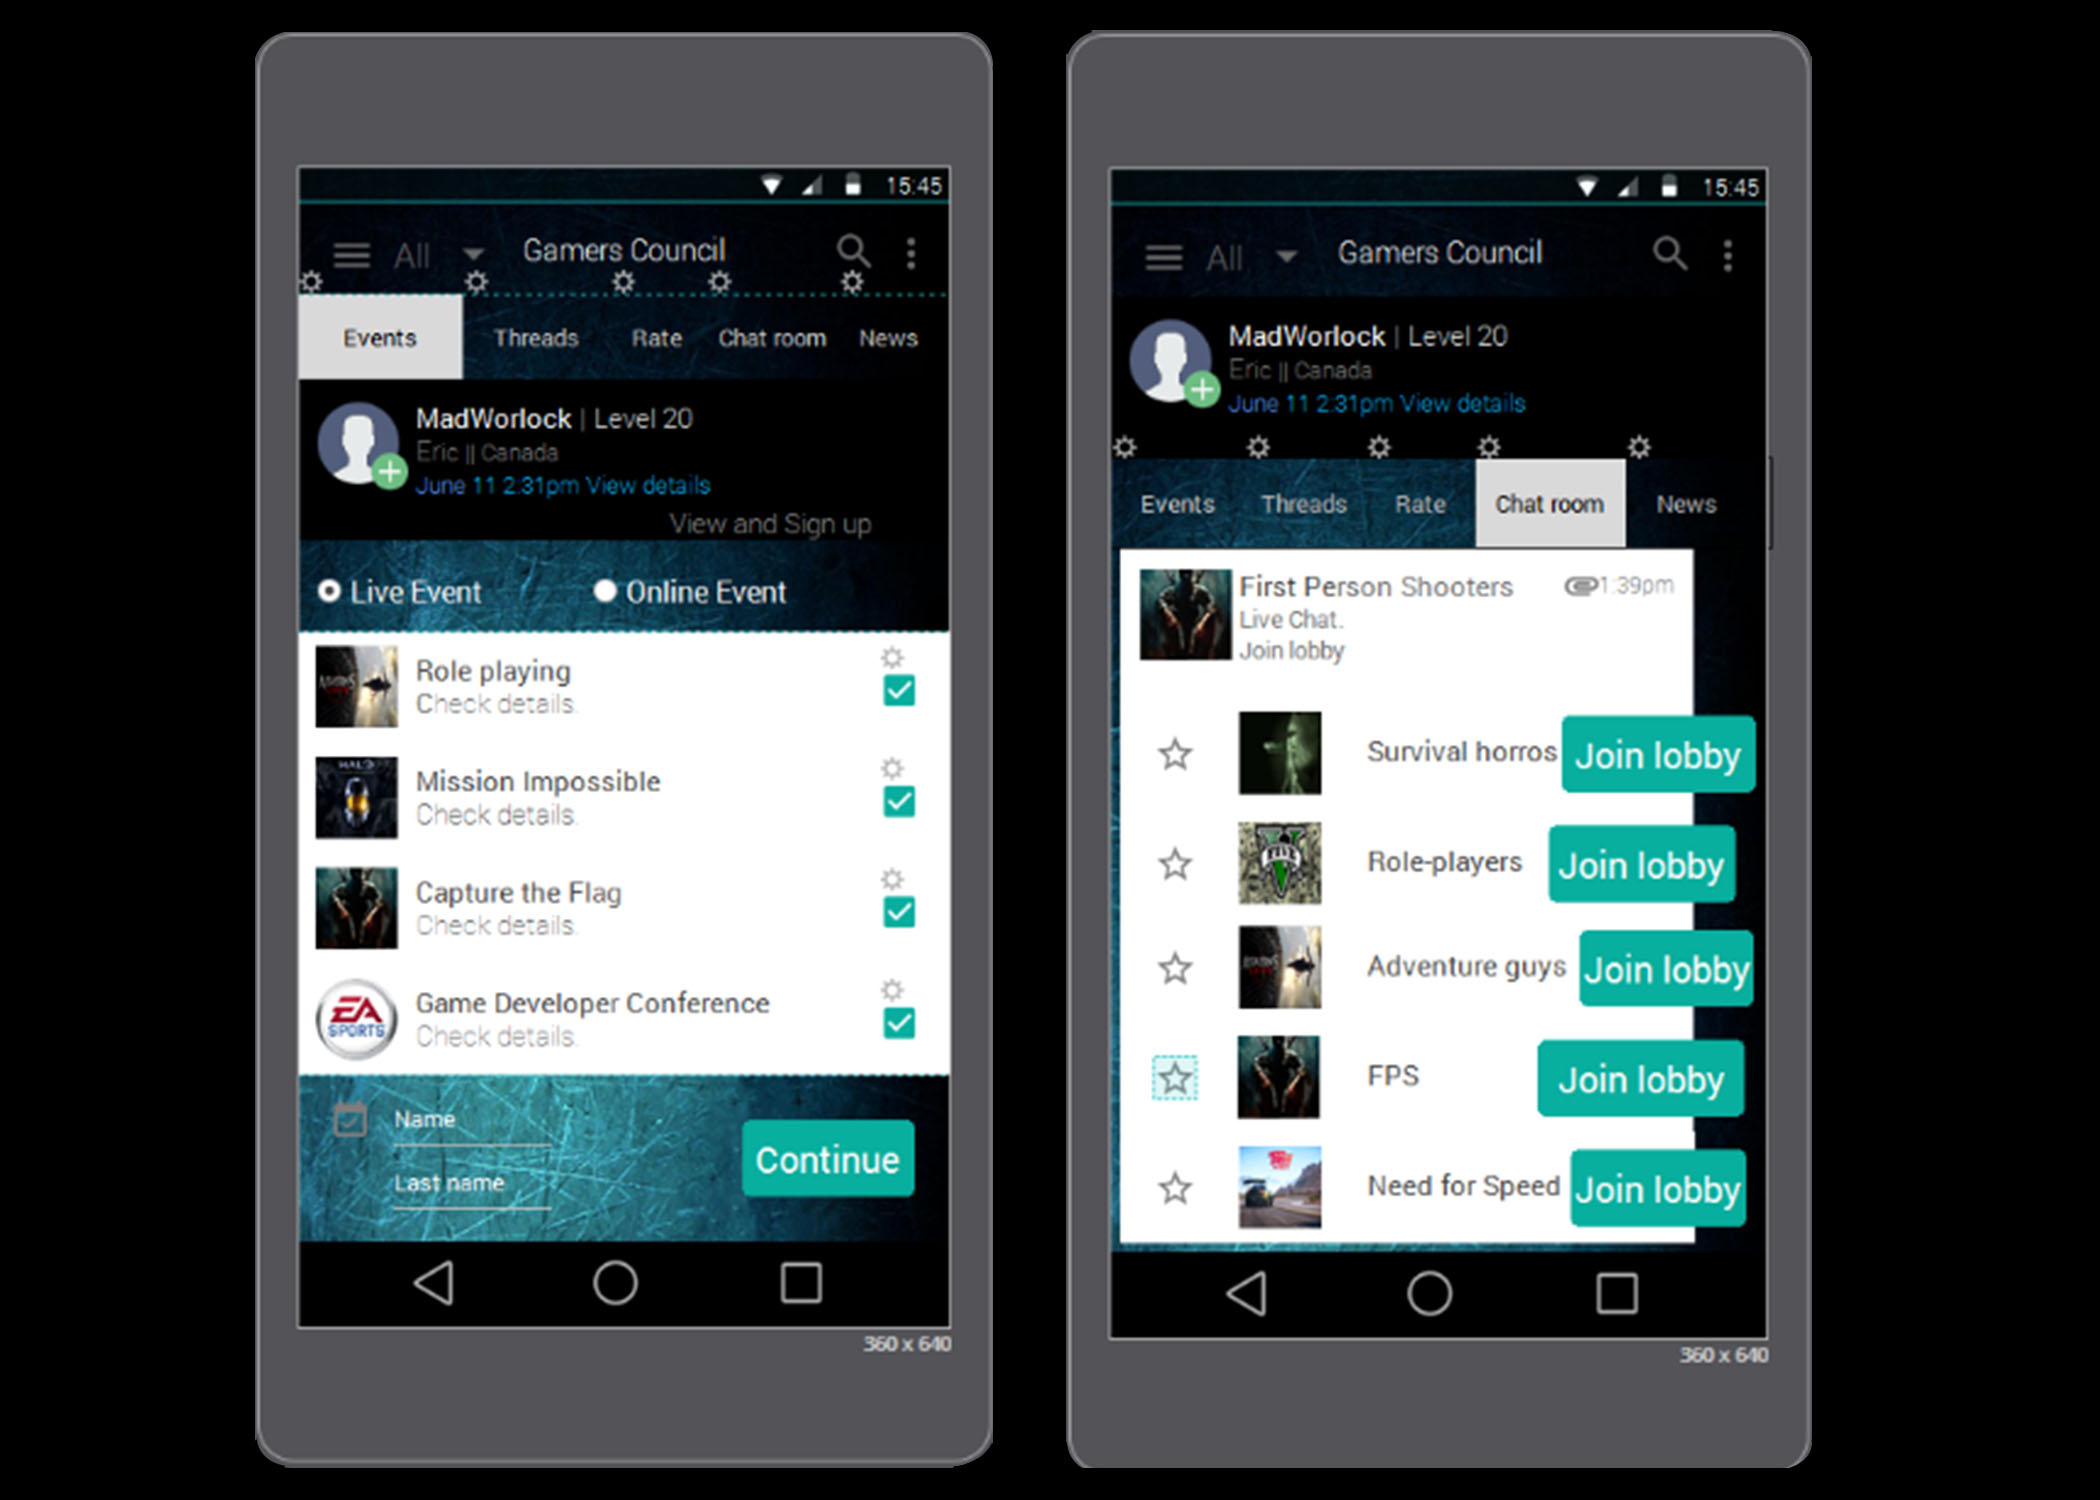 15:45
All
Gamers Council
Events Threads Rate Chat room News
MadWorlock | Level 20
Eric || Canada
June 11 2:31pm View details
View and Sign up
Live Event Online Event
Role playing
Check details.
HALO
Mission Impossible
Check details.
Capture the Flag
Check details.
EA
SPORTS
Game Developer Conference
Check details.
Name
Last name
Continue
360 x 640
15:45
All
Gamers Council
MadWorlock | Level 20
Eric || Canada
June 11 2:31pm View details
Events Threads Rate Chat room News
First Person Shooters
1:39pm
Live Chat.
Join lobby
Survival horros
Join lobby
V
FIVE
Role-players
Join lobby
Adventure guys
Join lobby
FPS
Join lobby
Need for Speed
Join lobby
360 x 640